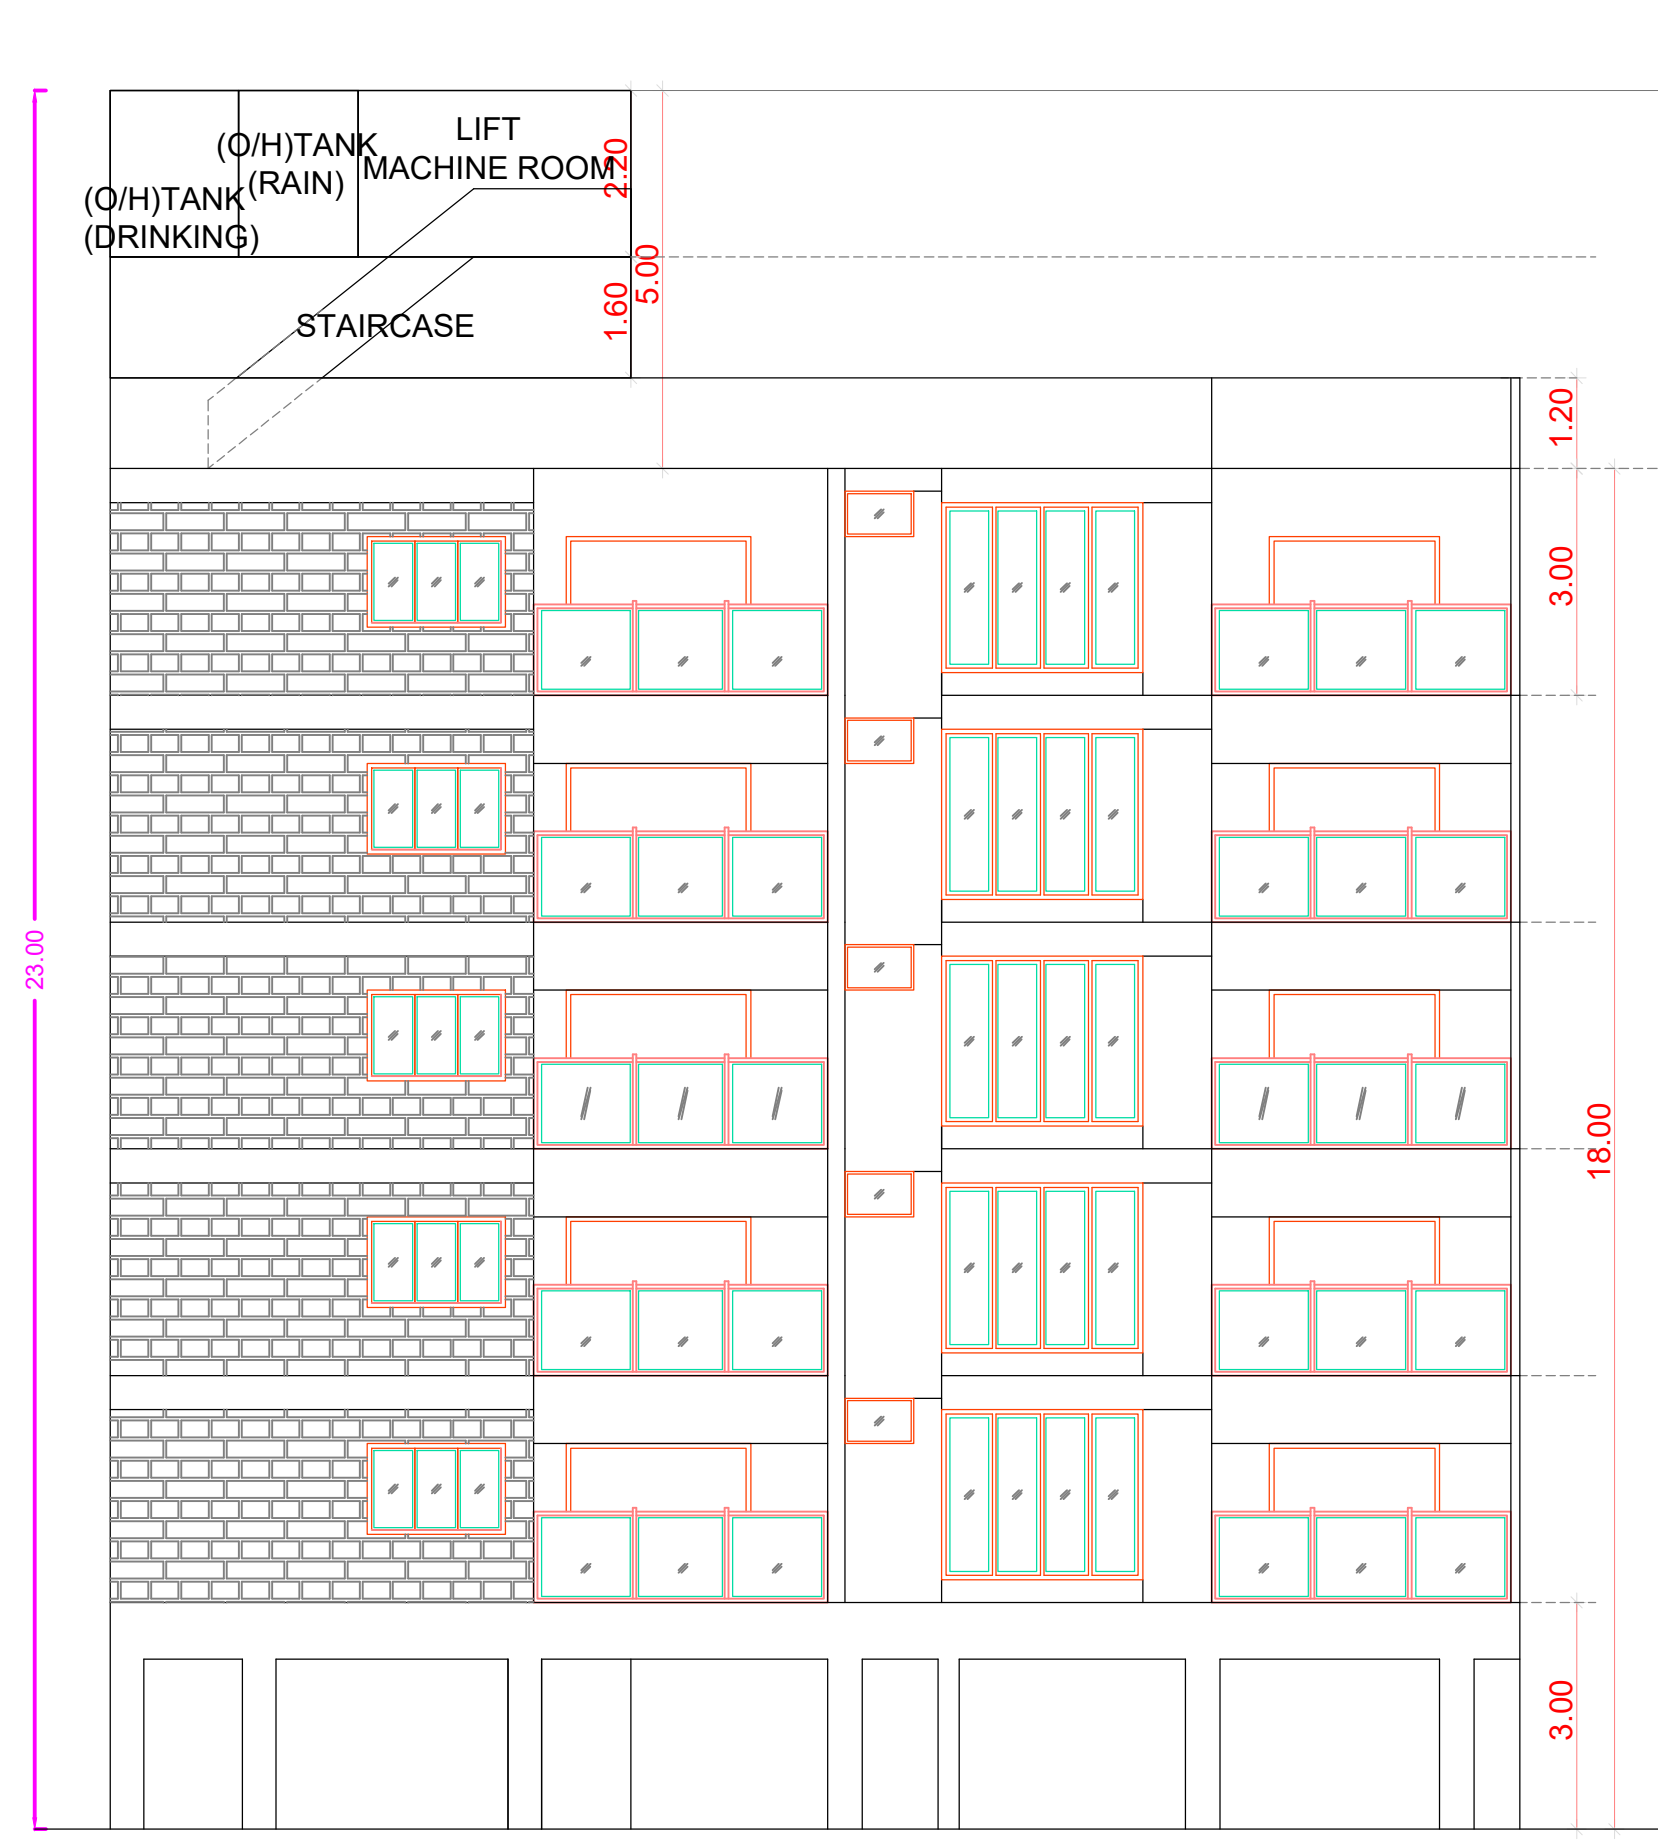 LIFT
MACHINE ROOM
(O/H)TANK
(RAIN)
(O/H)TANK
(DRINKING)
2.20
5.00
1.60
STAIRCASE
1.20
3.00
23.00
18.00
3.00